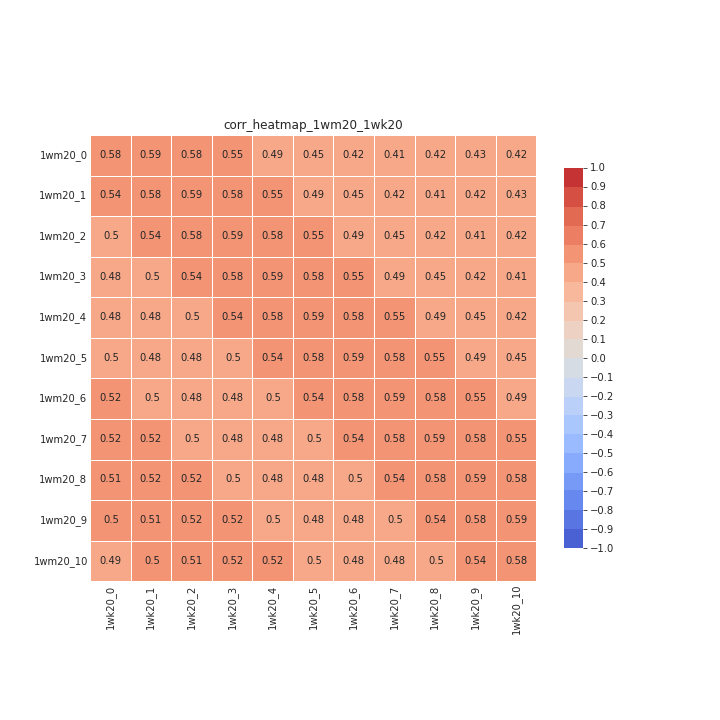 corr_heatmap_1wm20_1wk20
1wm20_0 0.58 0.59 0.58 0.55 0.49 0.45 0.42 0.41 0.42 0.43 0.42
1wm20_1 0.54 0.58 0.59 0.58 0.55 0.49 0.45 0.42 0.41 0.42 0.43
1wm20_2 0.5 0.54 0.58 0.59 0.58 0.55 0.49 0.45 0.42 0.41 0.42
1wm20_3 0.48 0.5 0.54 0.58 0.59 0.58 0.55 0.49 0.45 0.42 0.41
1wm20_4 0.48 0.48 0.5 0.54 0.58 0.59 0.58 0.55 0.49 0.45 0.42
1wm20_5 0.5 0.48 0.48 0.5 0.54 0.58 0.59 0.58 0.55 0.49 0.45
1wm20_6 0.52 0.5 0.48 0.48 0.5 0.54 0.58 0.59 0.58 0.55 0.49
1wm20_7 0.52 0.52 0.5 0.48 0.48 0.5 0.54 0.58 0.59 0.58 0.55
1wm20_8 0.51 0.52 0.52 0.5 0.48 0.48 0.5 0.54 0.58 0.59 0.58
1wm20_9 0.5 0.51 0.52 0.52 0.5 0.48 0.48 0.5 0.54 0.58 0.59
1wm20_10 0.49 0.5 0.51 0.52 0.52 0.5 0.48 0.48 0.5 0.54 0.58
1wk20_0 1wk20_1 1wk20_2 1wk20_3 1wk20_4 1wk20_5 1wk20_6 1wk20_7 1wk20_8 1wk20_9 1wk20_10
1.0
0.9
0.8
0.7
0.6
0.5
0.4
0.3
0.2
0.1
0.0
−0.1
−0.2
−0.3
−0.4
−0.5
−0.6
−0.7
−0.8
−0.9
−1.0